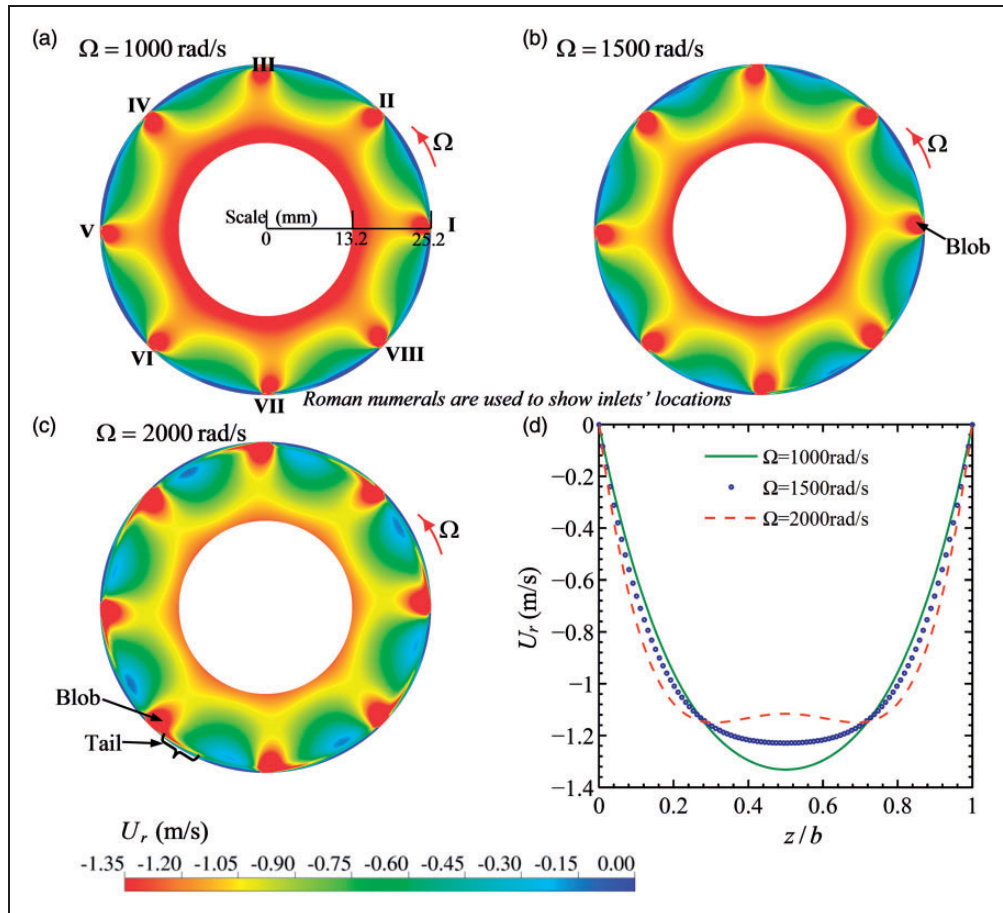 (a)
Ω = 1000 rad/s
III
IV
II
Ω
Scale (mm)
I
V
0
13.2
25.2
VI
VIII
VII
(b)
Ω = 1500 rad/s
Ω
Blob
Roman numerals are used to show inlets' locations
(c)
Ω = 2000 rad/s
Ω
Blob
Tail
(d)
0
−0.2
−0.4
−0.6
−0.8
−1
−1.2
−1.4
U_r (m/s)
Ω=1000rad/s
Ω=1500rad/s
Ω=2000rad/s
0
0.2
0.4
0.6
0.8
1
z / b
U_r (m/s)
-1.35 -1.20 -1.05 -0.90 -0.75 -0.60 -0.45 -0.30 -0.15 0.00